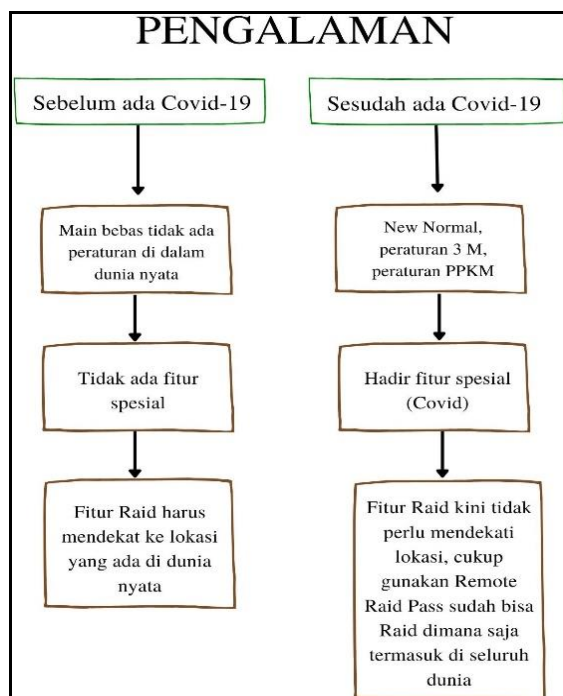 PENGALAMAN
Sebelum ada Covid-19
Main bebas tidak ada
peraturan di dalam
dunia nyata
Tidak ada fitur
spesial
Fitur Raid harus
mendekat ke lokasi
yang ada di dunia
nyata
Sesudah ada Covid-19
New Normal,
peraturan 3 M,
peraturan PPKM
Hadir fitur spesial
(Covid)
Fitur Raid kini tidak
perlu mendekati
lokasi, cukup
gunakan Remote
Raid Pass sudah bisa
Raid dimana saja
termasuk di seluruh
dunia